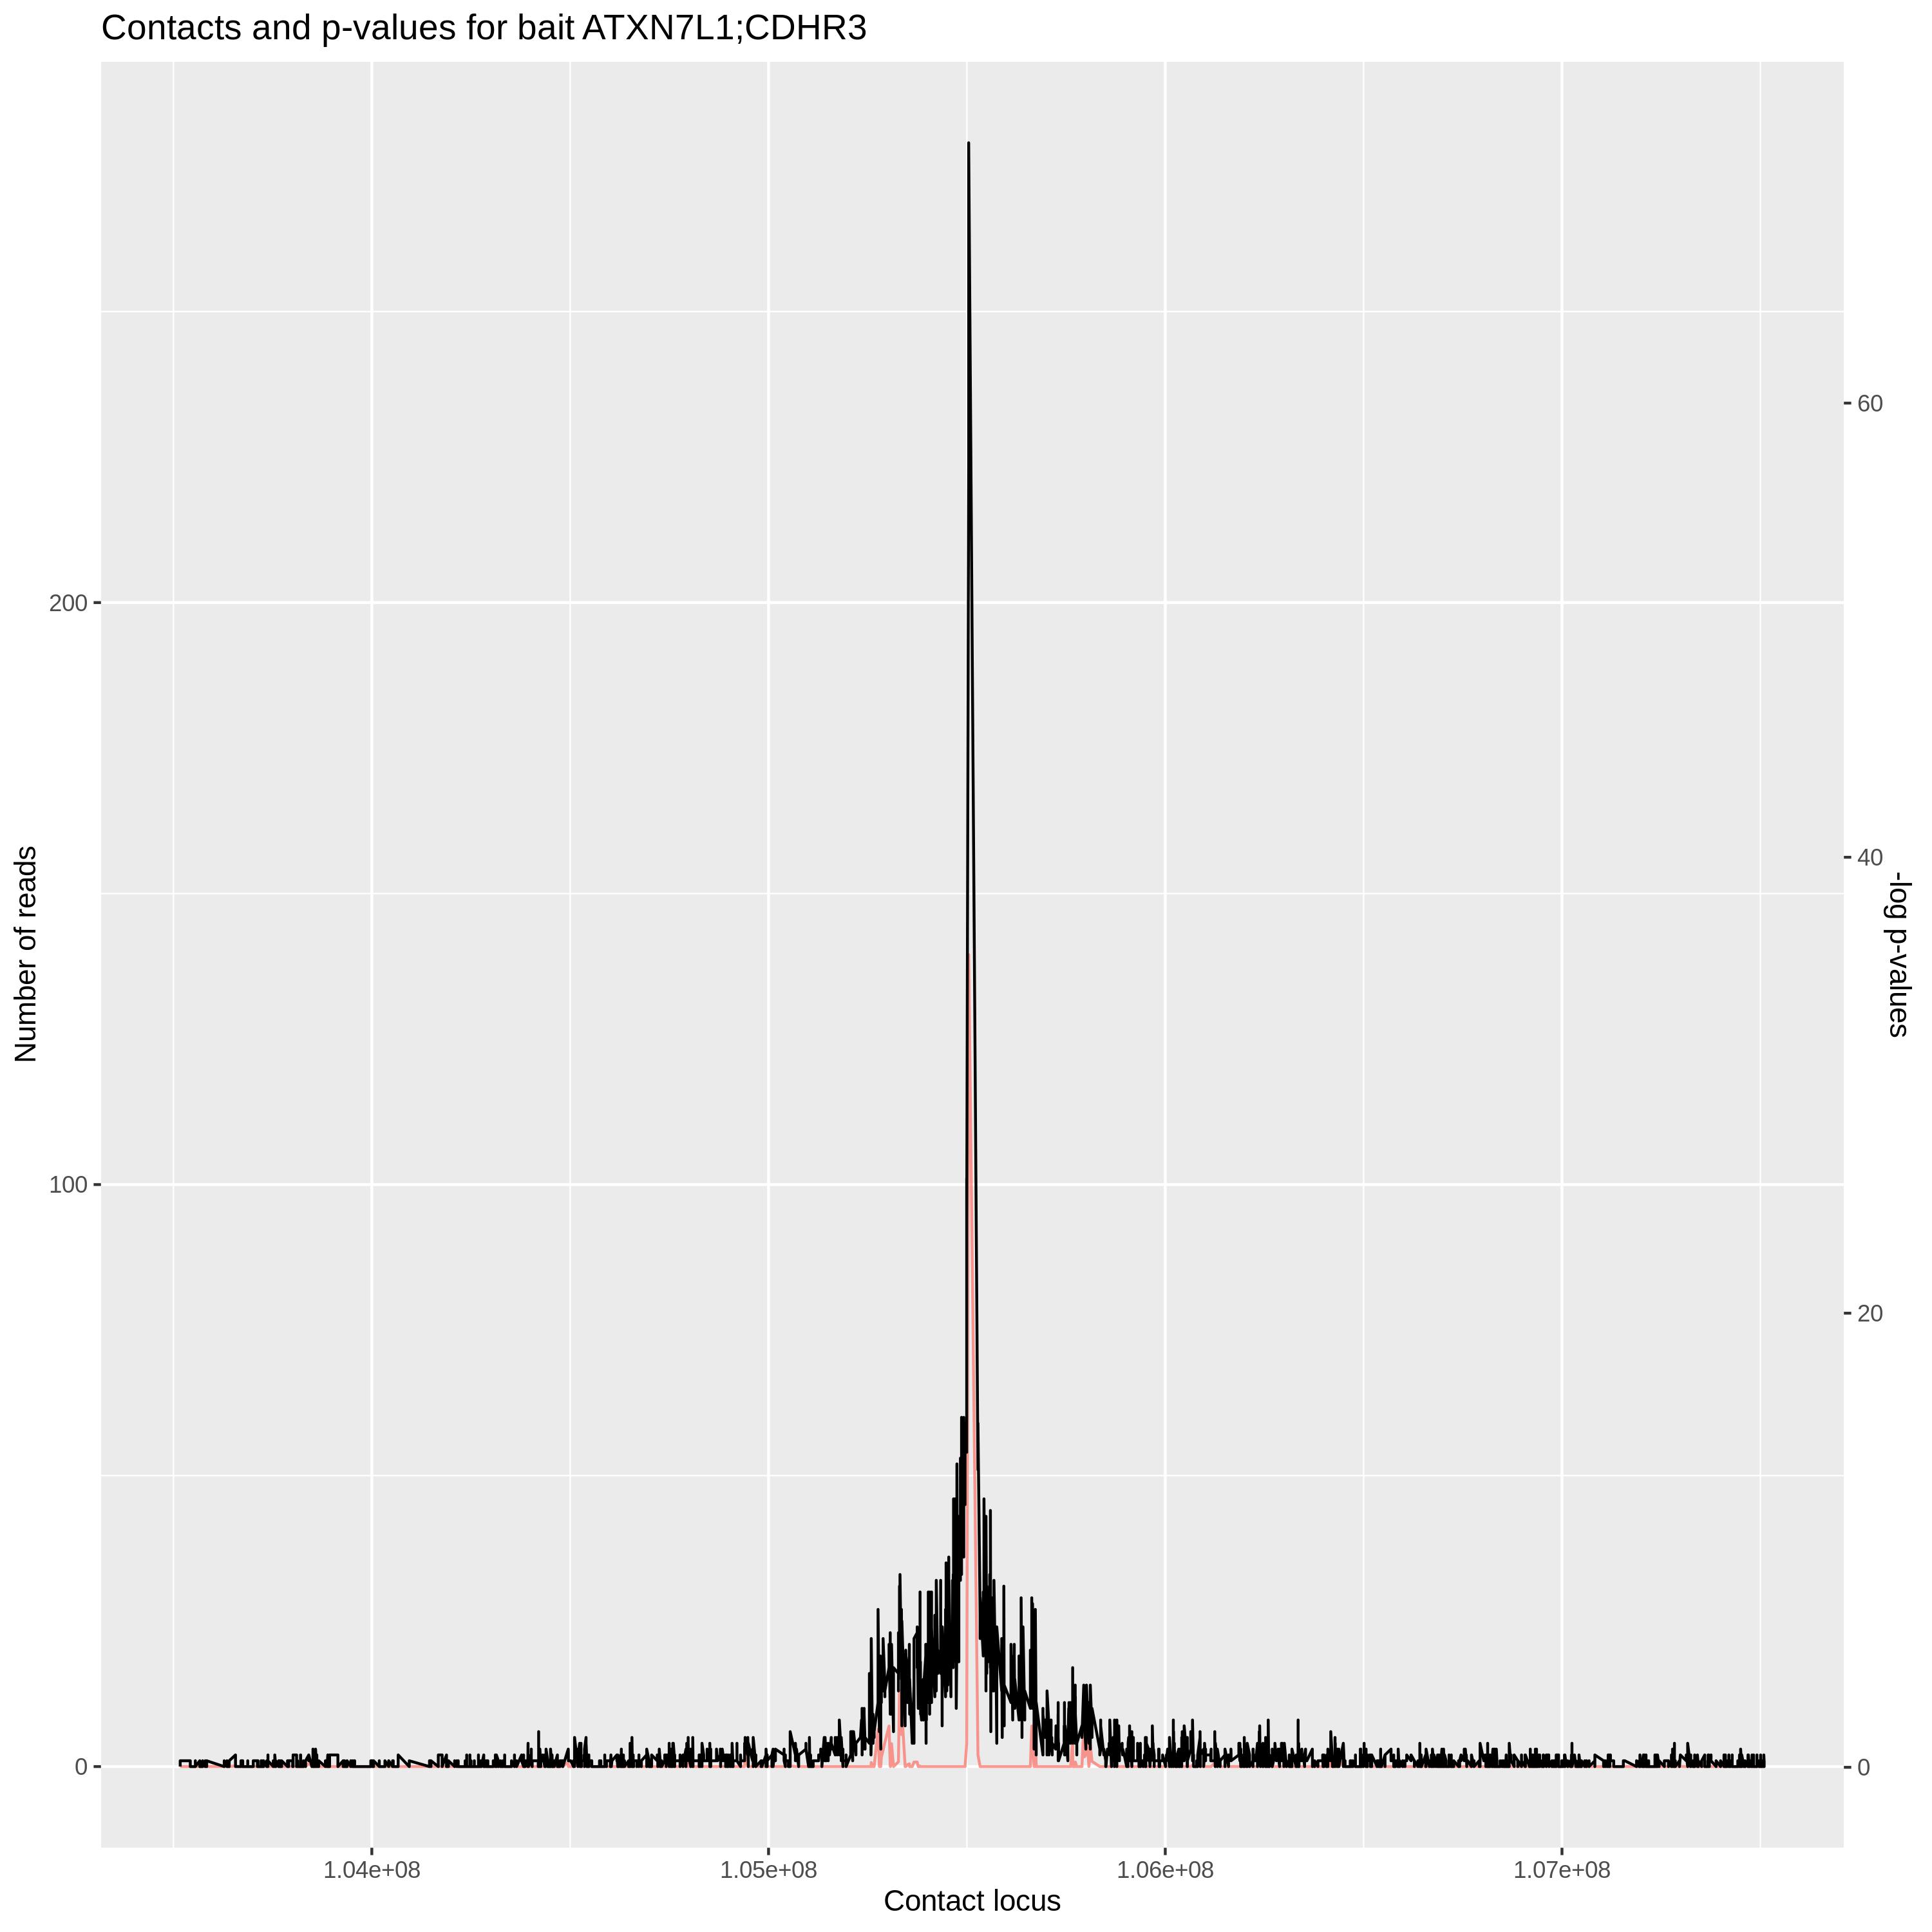 Contacts and p-values for bait ATXN7L1;CDHR3
Number of reads
200
100
0
60
40
20
0
-log p-values
1.04e+08
1.05e+08
1.06e+08
1.07e+08
Contact locus